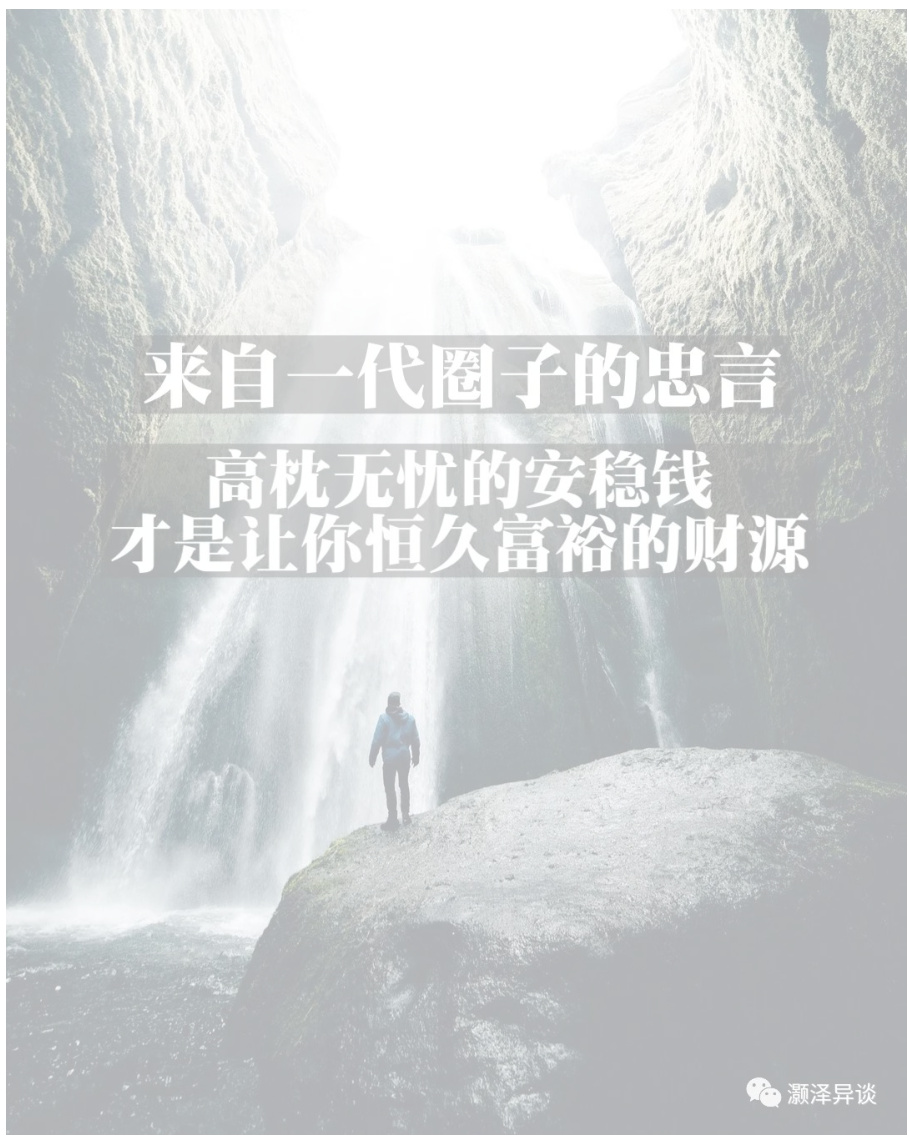 来自一代圈子的忠言
高枕无忧的安稳钱
才是让你恒久富裕的财源
灏泽异谈